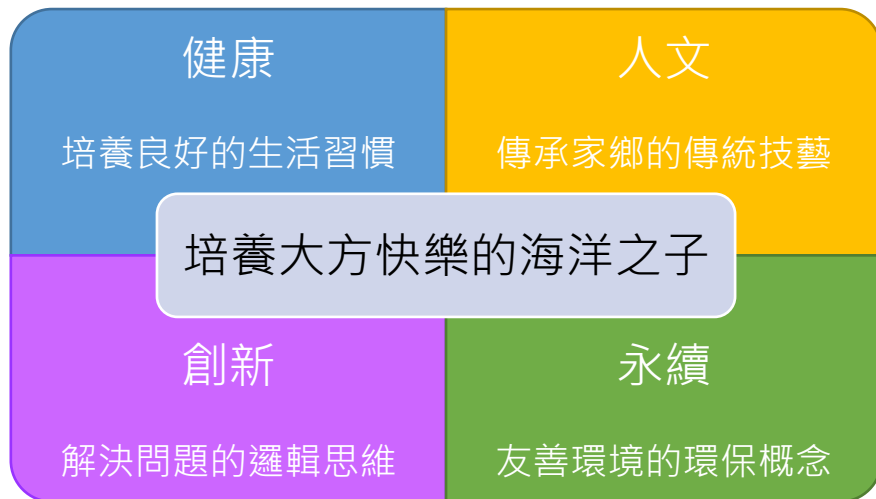 健康
培養良好的生活習慣
人文
傳承家鄉的傳統技藝
培養大方快樂的海洋之子
創新
解決問題的邏輯思維
永續
友善環境的環保概念